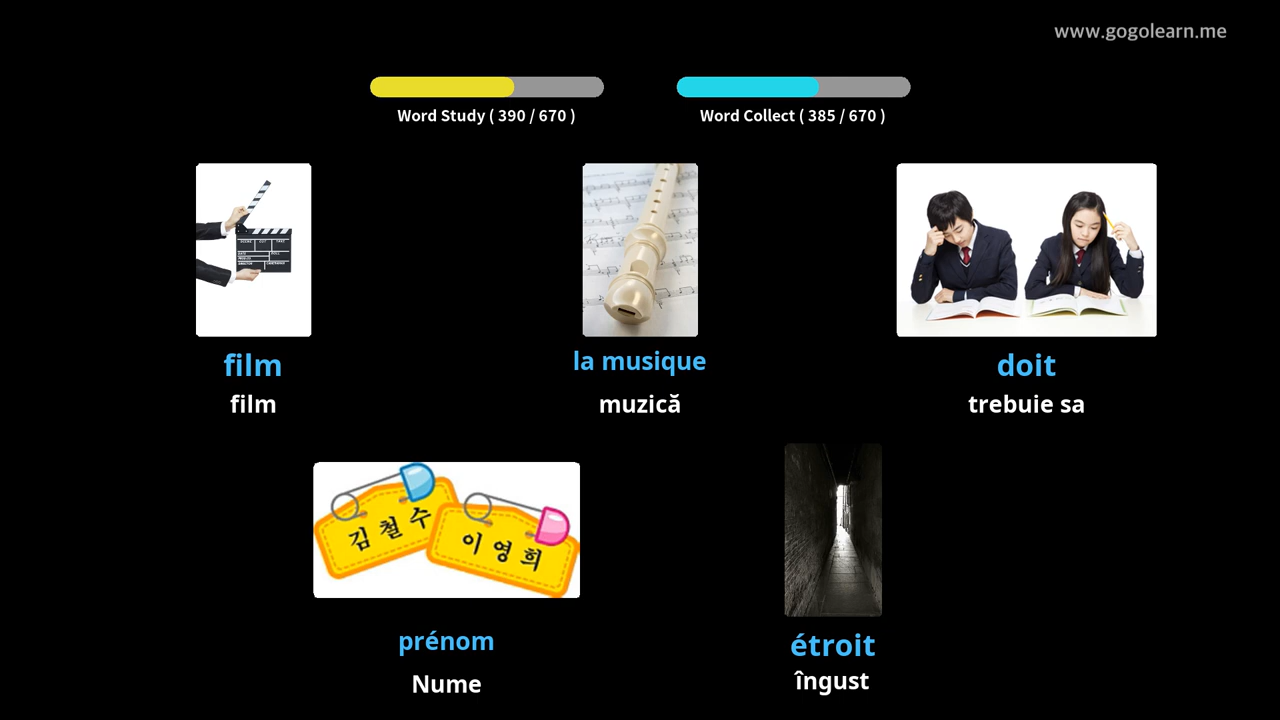 www.gogolearn.me
Word Study ( 390 / 670 )
Word Collect ( 385 / 670 )
film
film
la musique
muzică
doit
trebuie sa
김철수
이영희
prénom
Nume
étroit
îngust